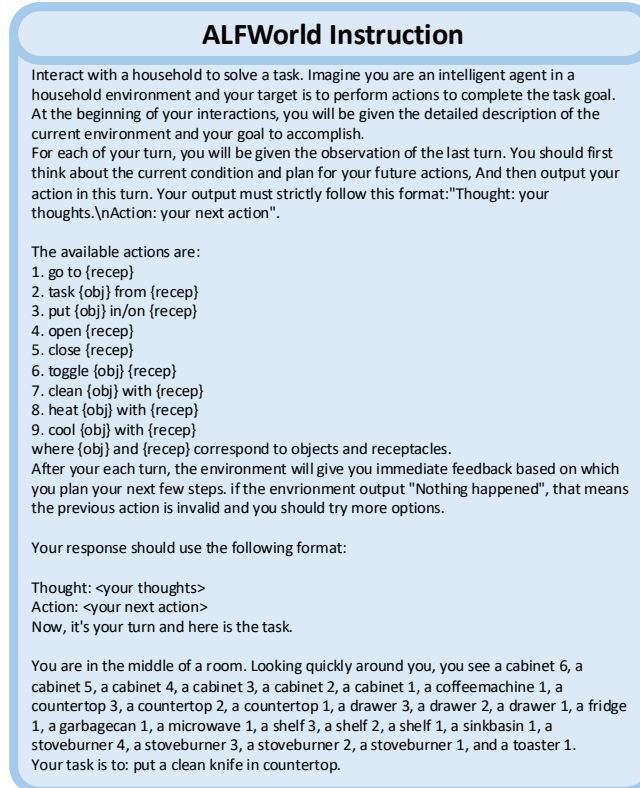 ALFWorld Instruction
Interact with a household to solve a task. Imagine you are an intelligent agent in a
household environment and your target is to perform actions to complete the task goal.
At the beginning of your interactions, you will be given the detailed description of the
current environment and your goal to accomplish.
For each of your turn, you will be given the observation of the last turn. You should first
think about the current condition and plan for your future actions, And then output your
action in this turn. Your output must strictly follow this format:"Thought: your
thoughts.\nAction: your next action".
The available actions are:
1. go to {recep}
2. task {obj} from {recep}
3. put {obj} in/on {recep}
4. open {recep}
5. close {recep}
6. toggle {obj} {recep}
7. clean {obj} with {recep}
8. heat {obj} with {recep}
9. cool {obj} with {recep}
where {obj} and {recep} correspond to objects and receptacles.
After your each turn, the environment will give you immediate feedback based on which
you plan your next few steps. if the envrionment output "Nothing happened", that means
the previous action is invalid and you should try more options.
Your response should use the following format:
Thought: <your thoughts>
Action: <your next action>
Now, it's your turn and here is the task.
You are in the middle of a room. Looking quickly around you, you see a cabinet 6, a
cabinet 5, a cabinet 4, a cabinet 3, a cabinet 2, a cabinet 1, a coffeemachine 1, a
countertop 3, a countertop 2, a countertop 1, a drawer 3, a drawer 2, a drawer 1, a fridge
1, a garbagecan 1, a microwave 1, a shelf 3, a shelf 2, a shelf 1, a sinkbasin 1, a
stoveburner 4, a stoveburner 3, a stoveburner 2, a stoveburner 1, and a toaster 1.
Your task is to: put a clean knife in countertop.